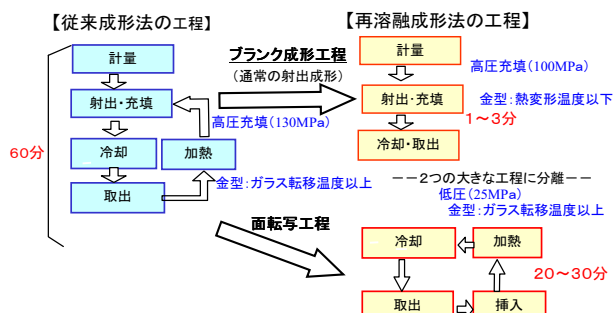 【従来成形法の工程】
計量
射出・充填
高圧充填(130MPa)
60分
冷却
加熱
金型:ガラス転移温度以上
取出
ブランク成形工程
(通常の射出成形)
面転写工程
【再溶融成形法の工程】
計量
高圧充填(100MPa)
射出・充填
金型:熱変形温度以下
1～3分
冷却・取出
――2つの大きな工程に分離――
低圧(25MPa)
金型:ガラス転移温度以上
冷却
加熱
20～30分
取出
挿入